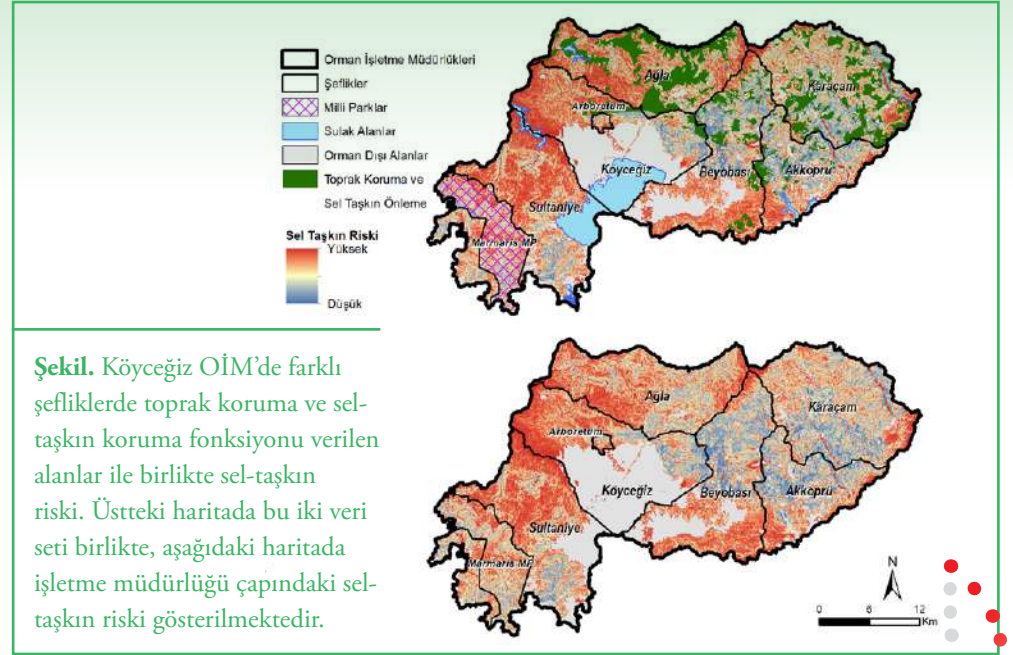 Orman İşletme Müdürlükleri
Şeflikler
Milli Parklar
Sulak Alanlar
Orman Dışı Alanlar
Toprak Koruma ve
Sel Taşkın Önleme
Sel Taşkın Riski
Yüksek
Düşük
Ağla
Karaçam
Arboretum
Köyceğiz
Beyobası
Akköprü
Sultaniye
Marmaris MP
Şekil. Köyceğiz OİM’de farklı
şefliklerde toprak koruma ve sel-
taşkın koruma fonksiyonu verilen
alanlar ile birlikte sel-taşkın
riski. Üstteki haritada bu iki veri
seti birlikte, aşağıdaki haritada
işletme müdürlüğü çapındaki sel-
taşkın riski gösterilmektedir.
Ağla
Karaçam
Arboretum
Köyceğiz
Beyobası
Akköprü
Sultaniye
Marmaris MP
N
0 6 12
Km